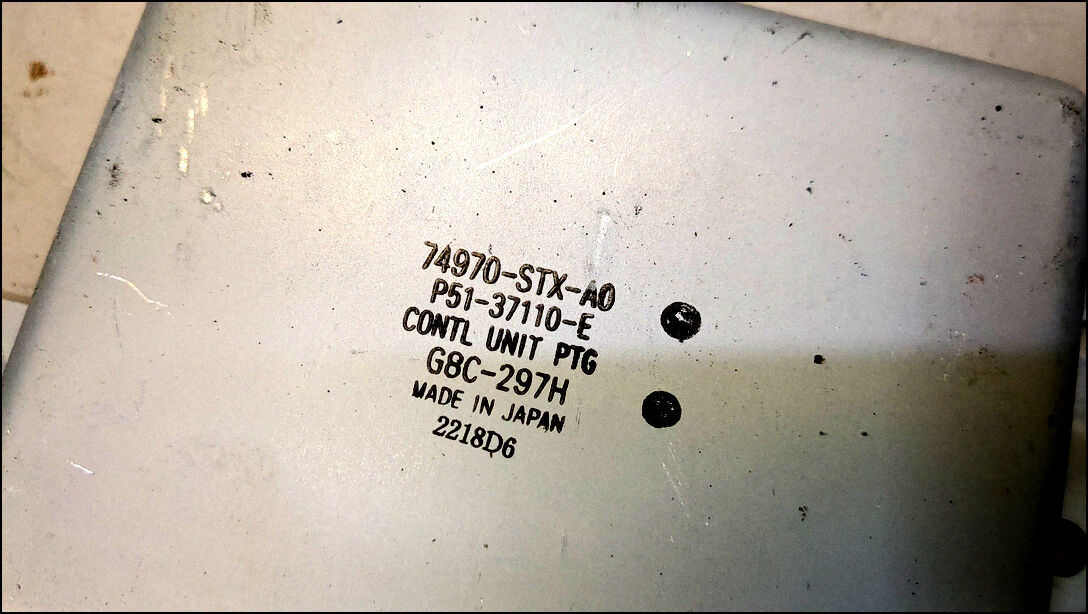 74970-STX-A0
P51-37110-E
CONTL UNIT PTG
G8C-297H
MADE IN JAPAN
2218D6